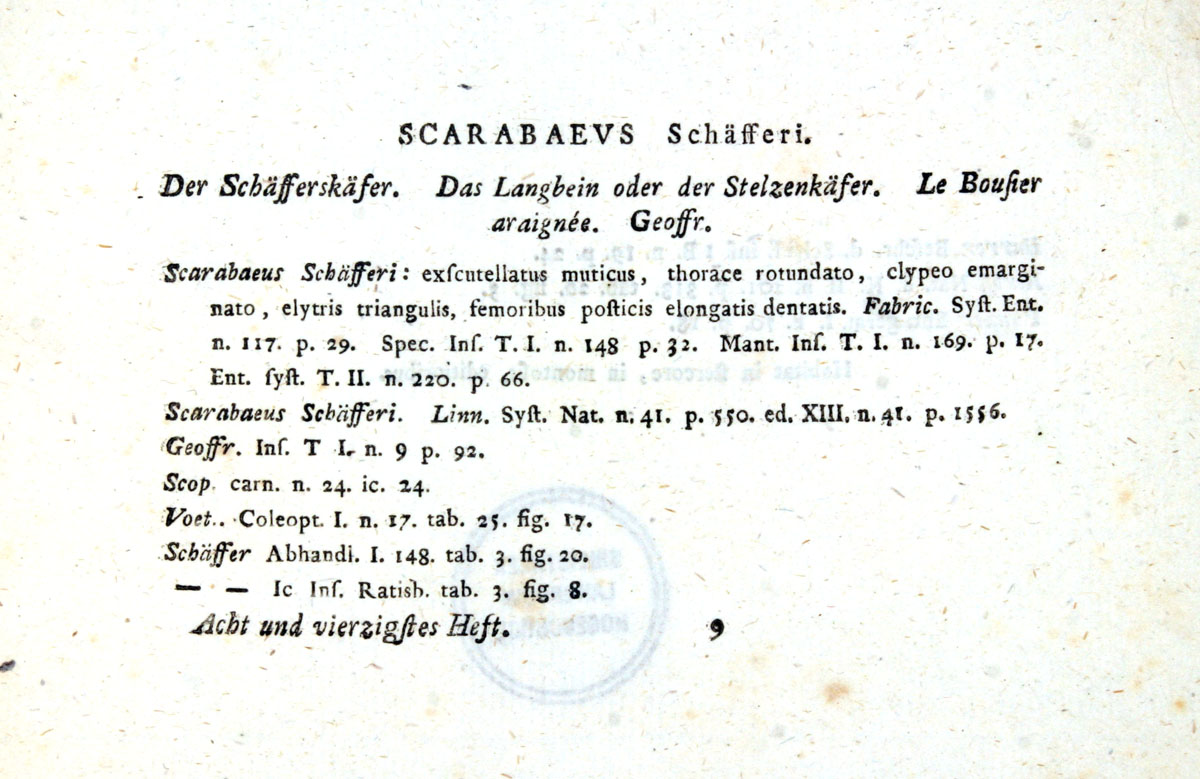 SCARABAEVS Schäfferi.
Der Schäfferskäfer. Das Langbein oder der Stelzenkäfer. Le Bouſier
araignée. Geoffr.
Scarabaeus Schäfferi: exſcutellatus muticus, thorace rotundato, clypeo emargi-
nato, elytris triangulis, femoribus poſticis elongatis dentatis. Fabric. Syſt. Ent.
n. 117. p. 29. Spec. Inſ. T. I. n. 148 p. 32. Mant. Inſ. T. I. n. 169. p. 17.
Ent. ſyſt. T. II. n. 220. p. 66.
Scarabaeus Schäfferi. Linn. Syſt. Nat. n. 41. p. 550. ed. XIII. n. 41. p. 1556.
Geoffr. Inſ. T I. n. 9 p. 92.
Scop. carn. n. 24. ic. 24.
Voet.. Coleopt. I. n. 17. tab. 25. fig. 17.
Schäffer Abhandl. I. 148. tab. 3. fig. 20.
— — Ic Inſ. Ratisb. tab. 3. fig. 8.
Acht und vierzigſtes Heft. 9